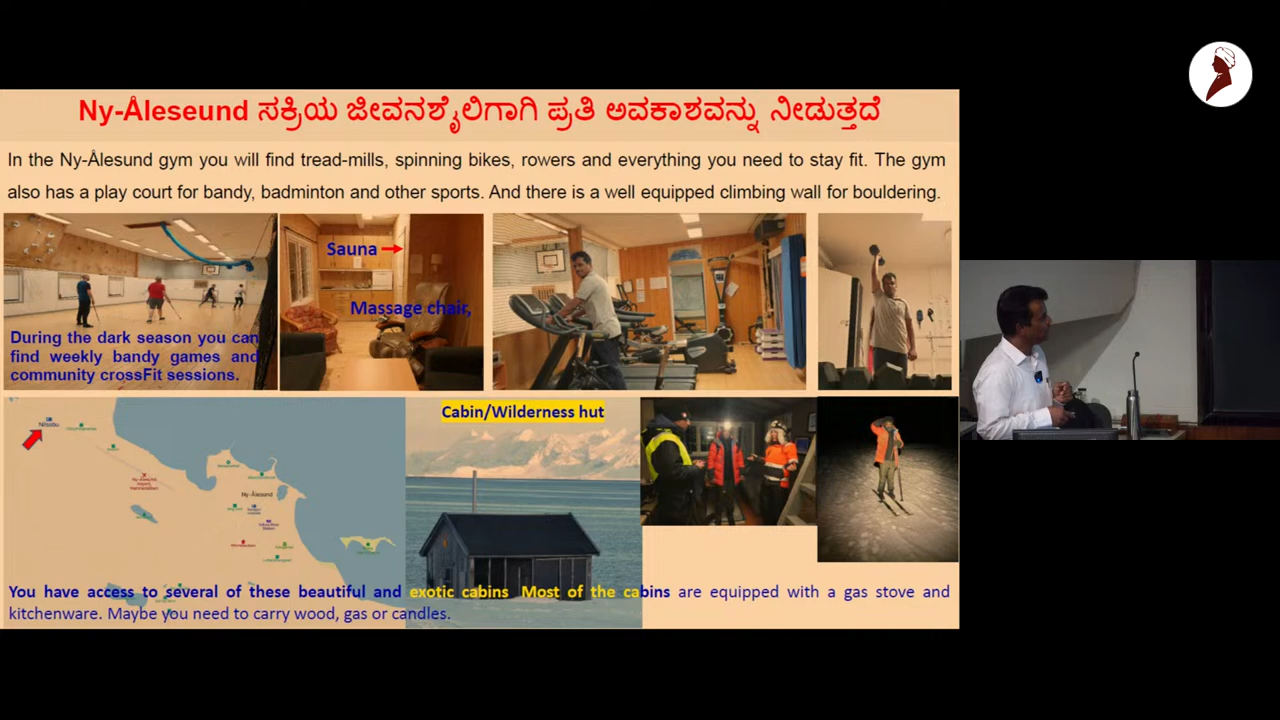 Ny-Åleseund ಸಕ್ರಿಯ ಜೀವನಶೈಲಿಗಾಗಿ ಪ್ರತಿ ಅವಕಾಶವನ್ನು ನೀಡುತ್ತದೆ
In the Ny-Ålesund gym you will find tread-mills, spinning bikes, rowers and everything you need to stay fit. The gym
also has a play court for bandy, badminton and other sports. And there is a well equipped climbing wall for bouldering.
Sauna
Massage chair,
During the dark season you can
find weekly bandy games and
community crossFit sessions.
Cabin/Wilderness hut
Ny-Ålesund
You have access to several of these beautiful and exotic cabins Most of the cabins are equipped with a gas stove and
kitchenware. Maybe you need to carry wood, gas or candles.